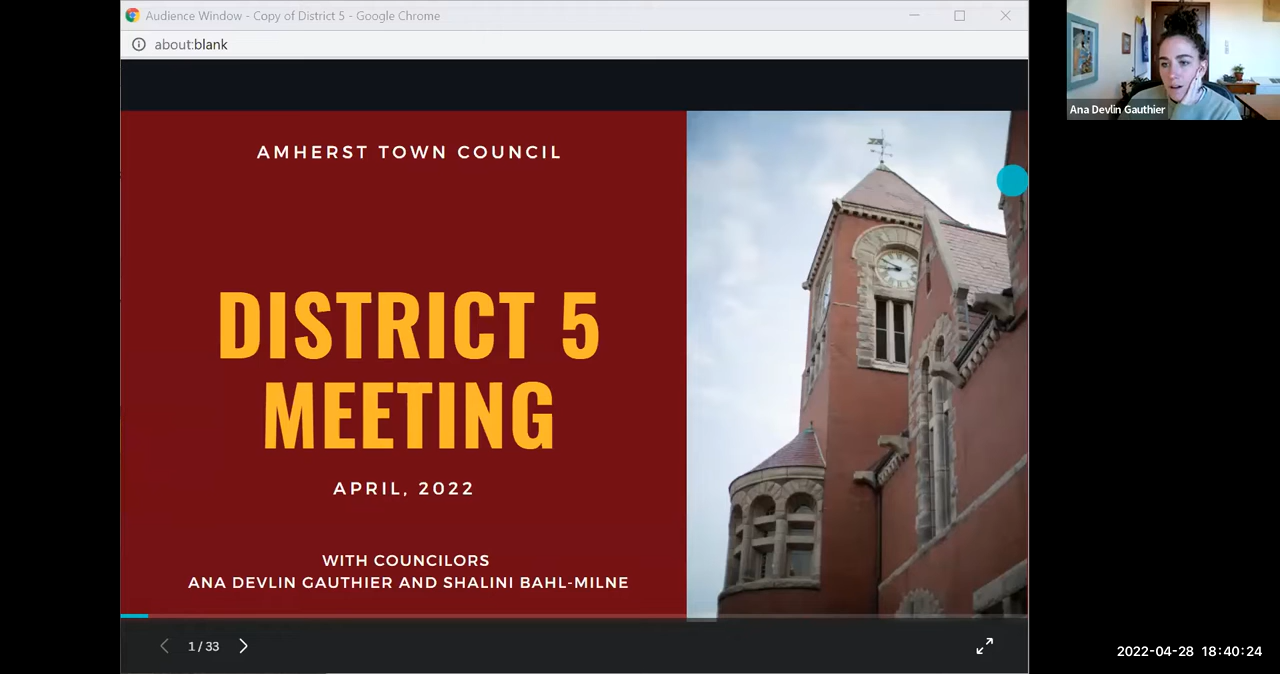 Audience Window - Copy of District 5 - Google Chrome
about:blank
AMHERST TOWN COUNCIL
DISTRICT 5
MEETING
APRIL, 2022
WITH COUNCILORS
ANA DEVLIN GAUTHIER AND SHALINI BAHL-MILNE
1 / 33
Ana Devlin Gauthier
2022-04-28 18:40:24